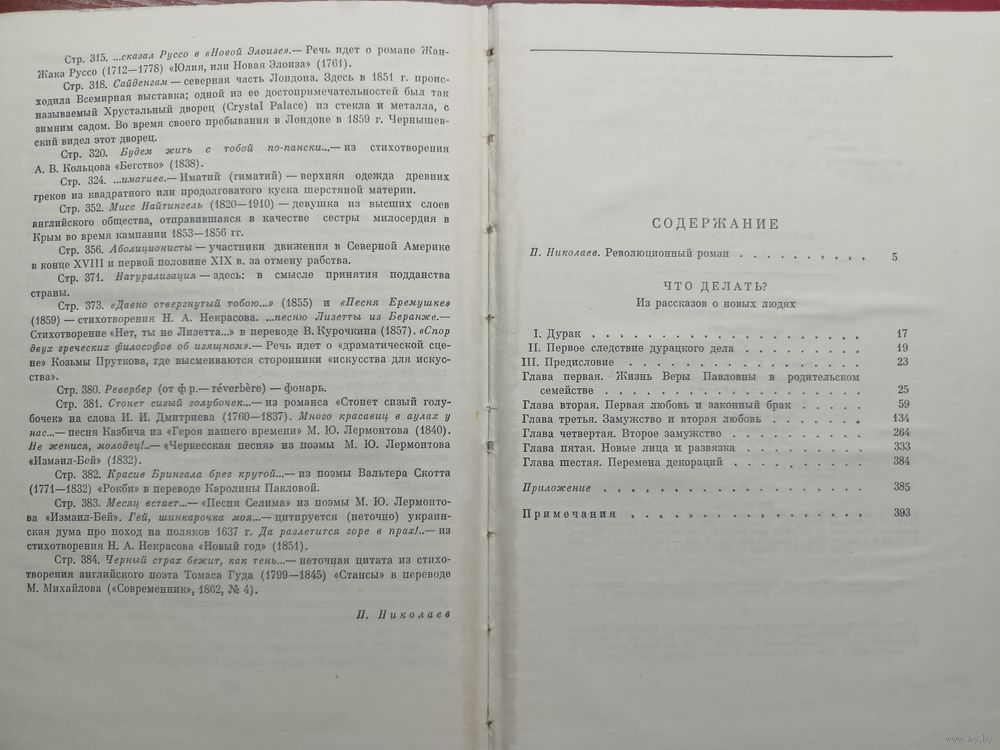 Стр. 315. ...сказал Руссо в «Новой Элоизе».— Речь идет о романе Жан-
Жака Руссо (1712—1778) «Юлия, или Новая Элоиза» (1761).
Стр. 318. Сайденгам — северная часть Лондона. Здесь в 1851 г. проис-
ходила Всемирная выставка; одной из ее достопримечательностей был так
называемый Хрустальный дворец (Crystal Palace) из стекла и металла, с
зимним садом. Во время своего пребывания в Лондоне в 1859 г. Чернышев-
ский видел этот дворец.
Стр. 320. Будем жить с тобой по-пански...— из стихотворения
А. В. Кольцова «Бегство» (1838).
Стр. 324. ...иматиев.— Иматий (гиматий) — верхняя одежда древних
греков из квадратного или продолговатого куска шерстяной материи.
Стр. 352. Мисс Найтингель (1820—1910) — девушка из высших слоев
английского общества, отправившаяся в качестве сестры милосердия в
Крым во время кампании 1853—1856 гг.
Стр. 356. Аболиционисты — участники движения в Северной Америке
в конце XVIII и первой половине XIX в. за отмену рабства.
Стр. 371. Натурализация — здесь: в смысле принятия подданства
страны.
Стр. 373. «Давно отвергнутый тобою...» (1855) и «Песня Еремушке»
(1859) — стихотворения Н. А. Некрасова. ...песню Лизетты из Беранже.—
Стихотворение «Нет, ты не Лизетта...» в переводе В. Курочкина (1857). «Спор
двух греческих философов об изящном».— Речь идет о «драматической сце-
не» Козьмы Пруткова, где высмеиваются сторонники «искусства для искус-
ства».
Стр. 380. Ревербер (от фр.— réverbère) — фонарь.
Стр. 381. Стонет сизый голубочек...— из романса «Стонет сизый голу-
бочек» на слова И. И. Дмитриева (1760—1837). Много красавиц в аулах у
нас...— песня Казбича из «Героя нашего времени» М. Ю. Лермонтова (1840).
Не женися, молодец!..— «Черкесская песня» из поэмы М. Ю. Лермонтова
«Измаил-Бей» (1832).
Стр. 382. Красив Брингала брег крутой...— из поэмы Вальтера Скотта
(1771—1832) «Рокби» в переводе Каролины Павловой.
Стр. 383. Месяц встает...— «Песня Селима» из поэмы М. Ю. Лермонто-
ва «Измаил-Бей». Гей, шинкарочка моя...— цитируется (неточно) украин-
ская дума про поход на поляков 1637 г. Да разлетится горе в прах!..— из
стихотворения Н. А. Некрасова «Новый год» (1851).
Стр. 384. Черный страх бежит, как тень...— неточная цитата из стихо-
творения английского поэта Томаса Гуда (1799—1845) «Стансы» в переводе
М. Михайлова («Современник», 1862, № 4).
П. Николаев
СОДЕРЖАНИЕ
П. Николаев. Революционный роман . . . . . . . . . . 5
ЧТО ДЕЛАТЬ?
Из рассказов о новых людях
I. Дурак . . . . . . . . . . . . . . . . 17
II. Первое следствие дурацкого дела . . . . . . . . . 19
III. Предисловие . . . . . . . . . . . . . . 23
Глава первая. Жизнь Веры Павловны в родительском
семействе . . . . . . . . . . . . . . . 25
Глава вторая. Первая любовь и законный брак . . . . . 59
Глава третья. Замужество и вторая любовь . . . . . . . 134
Глава четвертая. Второе замужество . . . . . . . . . 264
Глава пятая. Новые лица и развязка . . . . . . . . . 333
Глава шестая. Перемена декораций . . . . . . . . . 384
Приложение . . . . . . . . . . . . . . . . 385
Примечания . . . . . . . . . . . . . . . 393
www.ay.by